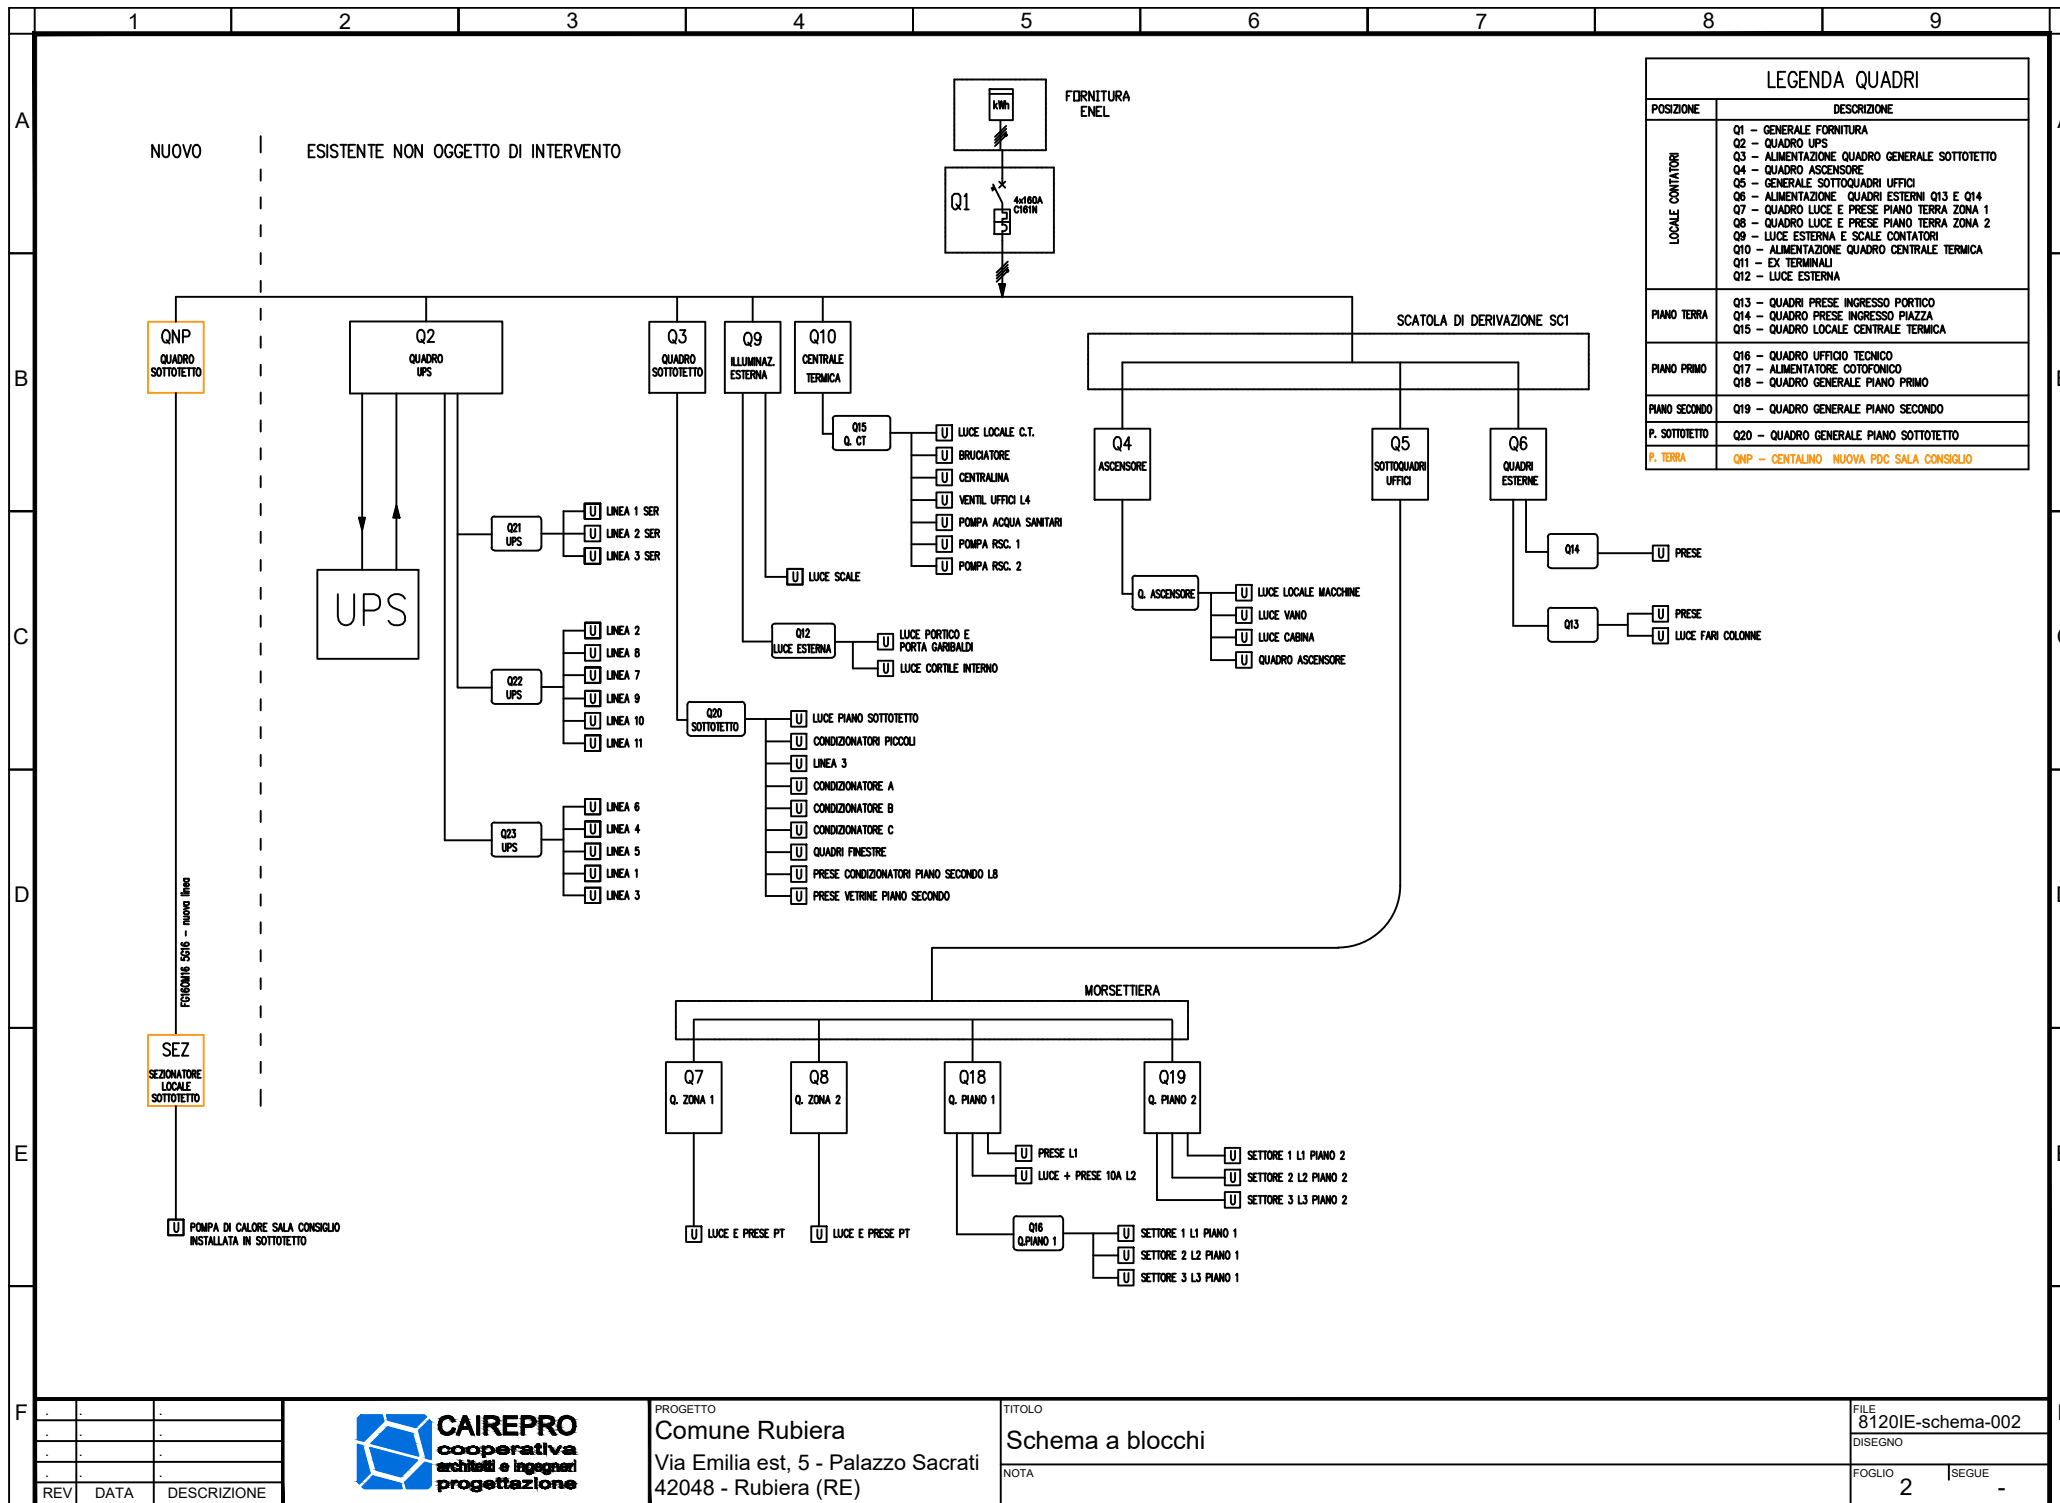 1 2 3 4 5 6 7 8 9
A
B
C
D
E
F
NUOVO
ESISTENTE NON OGGETTO DI INTERVENTO
kWh
FORNITURA
ENEL
Q1
4x160A
C161N
LEGENDA QUADRI
POSIZIONE
DESCRIZIONE
LOCALE CONTATORI
Q1 - GENERALE FORNITURA
Q2 - QUADRO UPS
Q3 - ALIMENTAZIONE QUADRO GENERALE SOTTOTETTO
Q4 - QUADRO ASCENSORE
Q5 - GENERALE SOTTOQUADRI UFFICI
Q6 - ALIMENTAZIONE QUADRI ESTERNI Q13 E Q14
Q7 - QUADRO LUCE E PRESE PIANO TERRA ZONA 1
Q8 - QUADRO LUCE E PRESE PIANO TERRA ZONA 2
Q9 - LUCE ESTERNA E SCALE CONTATORI
Q10 - ALIMENTAZIONE QUADRO CENTRALE TERMICA
Q11 - EX TERMINALI
Q12 - LUCE ESTERNA
PIANO TERRA
Q13 - QUADRI PRESE INGRESSO PORTICO
Q14 - QUADRO PRESE INGRESSO PIAZZA
Q15 - QUADRO LOCALE CENTRALE TERMICA
PIANO PRIMO
Q16 - QUADRO UFFICIO TECNICO
Q17 - ALIMENTATORE COTOFONICO
Q18 - QUADRO GENERALE PIANO PRIMO
PIANO SECONDO
Q19 - QUADRO GENERALE PIANO SECONDO
P. SOTTOTETTO
Q20 - QUADRO GENERALE PIANO SOTTOTETTO
P. TERRA
QNP - CENTALINO NUOVA PDC SALA CONSIGLIO
QNP
QUADRO
SOTTOTETTO
Q2
QUADRO
UPS
Q3
QUADRO
SOTTOTETTO
Q9
ILLUMINAZ.
ESTERNA
Q10
CENTRALE
TERMICA
SCATOLA DI DERIVAZIONE SC1
Q4
ASCENSORE
Q5
SOTTOQUADRI
UFFICI
Q6
QUADRI
ESTERNE
Q15
Q. CT
U LUCE LOCALE C.T.
U BRUCIATORE
U CENTRALINA
U VENTIL UFFICI L4
U POMPA ACQUA SANITARI
U POMPA RSC. 1
U POMPA RSC. 2
UPS
Q21
UPS
U LINEA 1 SER
U LINEA 2 SER
U LINEA 3 SER
Q22
UPS
U LINEA 2
U LINEA 8
U LINEA 7
U LINEA 9
U LINEA 10
U LINEA 11
Q23
UPS
U LINEA 6
U LINEA 4
U LINEA 5
U LINEA 1
U LINEA 3
U LUCE SCALE
Q12
LUCE ESTERNA
U LUCE PORTICO E
PORTA GARIBALDI
U LUCE CORTILE INTERNO
Q20
SOTTOTETTO
U LUCE PIANO SOTTOTETTO
U CONDIZIONATORI PICCOLI
U LINEA 3
U CONDIZIONATORE A
U CONDIZIONATORE B
U CONDIZIONATORE C
U QUADRI FINESTRE
U PRESE CONDIZIONATORI PIANO SECONDO L8
U PRESE VETRINE PIANO SECONDO
Q. ASCENSORE
U LUCE LOCALE MACCHINE
U LUCE VANO
U LUCE CABINA
U QUADRO ASCENSORE
Q14
U PRESE
Q13
U PRESE
U LUCE FARI COLONNE
FG16OM16 5G16 - nuova linea
SEZ
SEZIONATORE
LOCALE
SOTTOTETTO
U POMPA DI CALORE SALA CONSIGLIO
INSTALLATA IN SOTTOTETTO
MORSETTIERA
Q7
Q. ZONA 1
U LUCE E PRESE PT
Q8
Q. ZONA 2
U LUCE E PRESE PT
Q18
Q. PIANO 1
U PRESE L1
U LUCE + PRESE 10A L2
Q16
Q.PIANO 1
U SETTORE 1 L1 PIANO 1
U SETTORE 2 L2 PIANO 1
U SETTORE 3 L3 PIANO 1
Q19
Q. PIANO 2
U SETTORE 1 L1 PIANO 2
U SETTORE 2 L2 PIANO 2
U SETTORE 3 L3 PIANO 2
REV DATA DESCRIZIONE
CAIREPRO
cooperativa
architetti e ingegneri
progettazione
PROGETTO
Comune Rubiera
Via Emilia est, 5 - Palazzo Sacrati
42048 - Rubiera (RE)
TITOLO
Schema a blocchi
NOTA
FILE
8120IE-schema-002
DISEGNO
FOGLIO
2
SEGUE
-